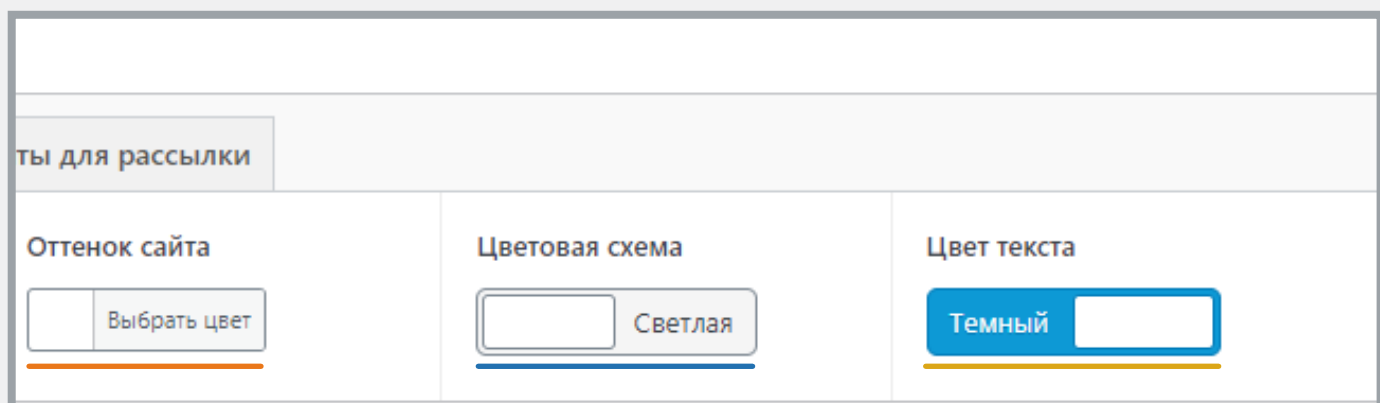 ты для рассылки
Оттенок сайта
Цветовая схема
Цвет текста
Выбрать цвет
Светлая
Темный